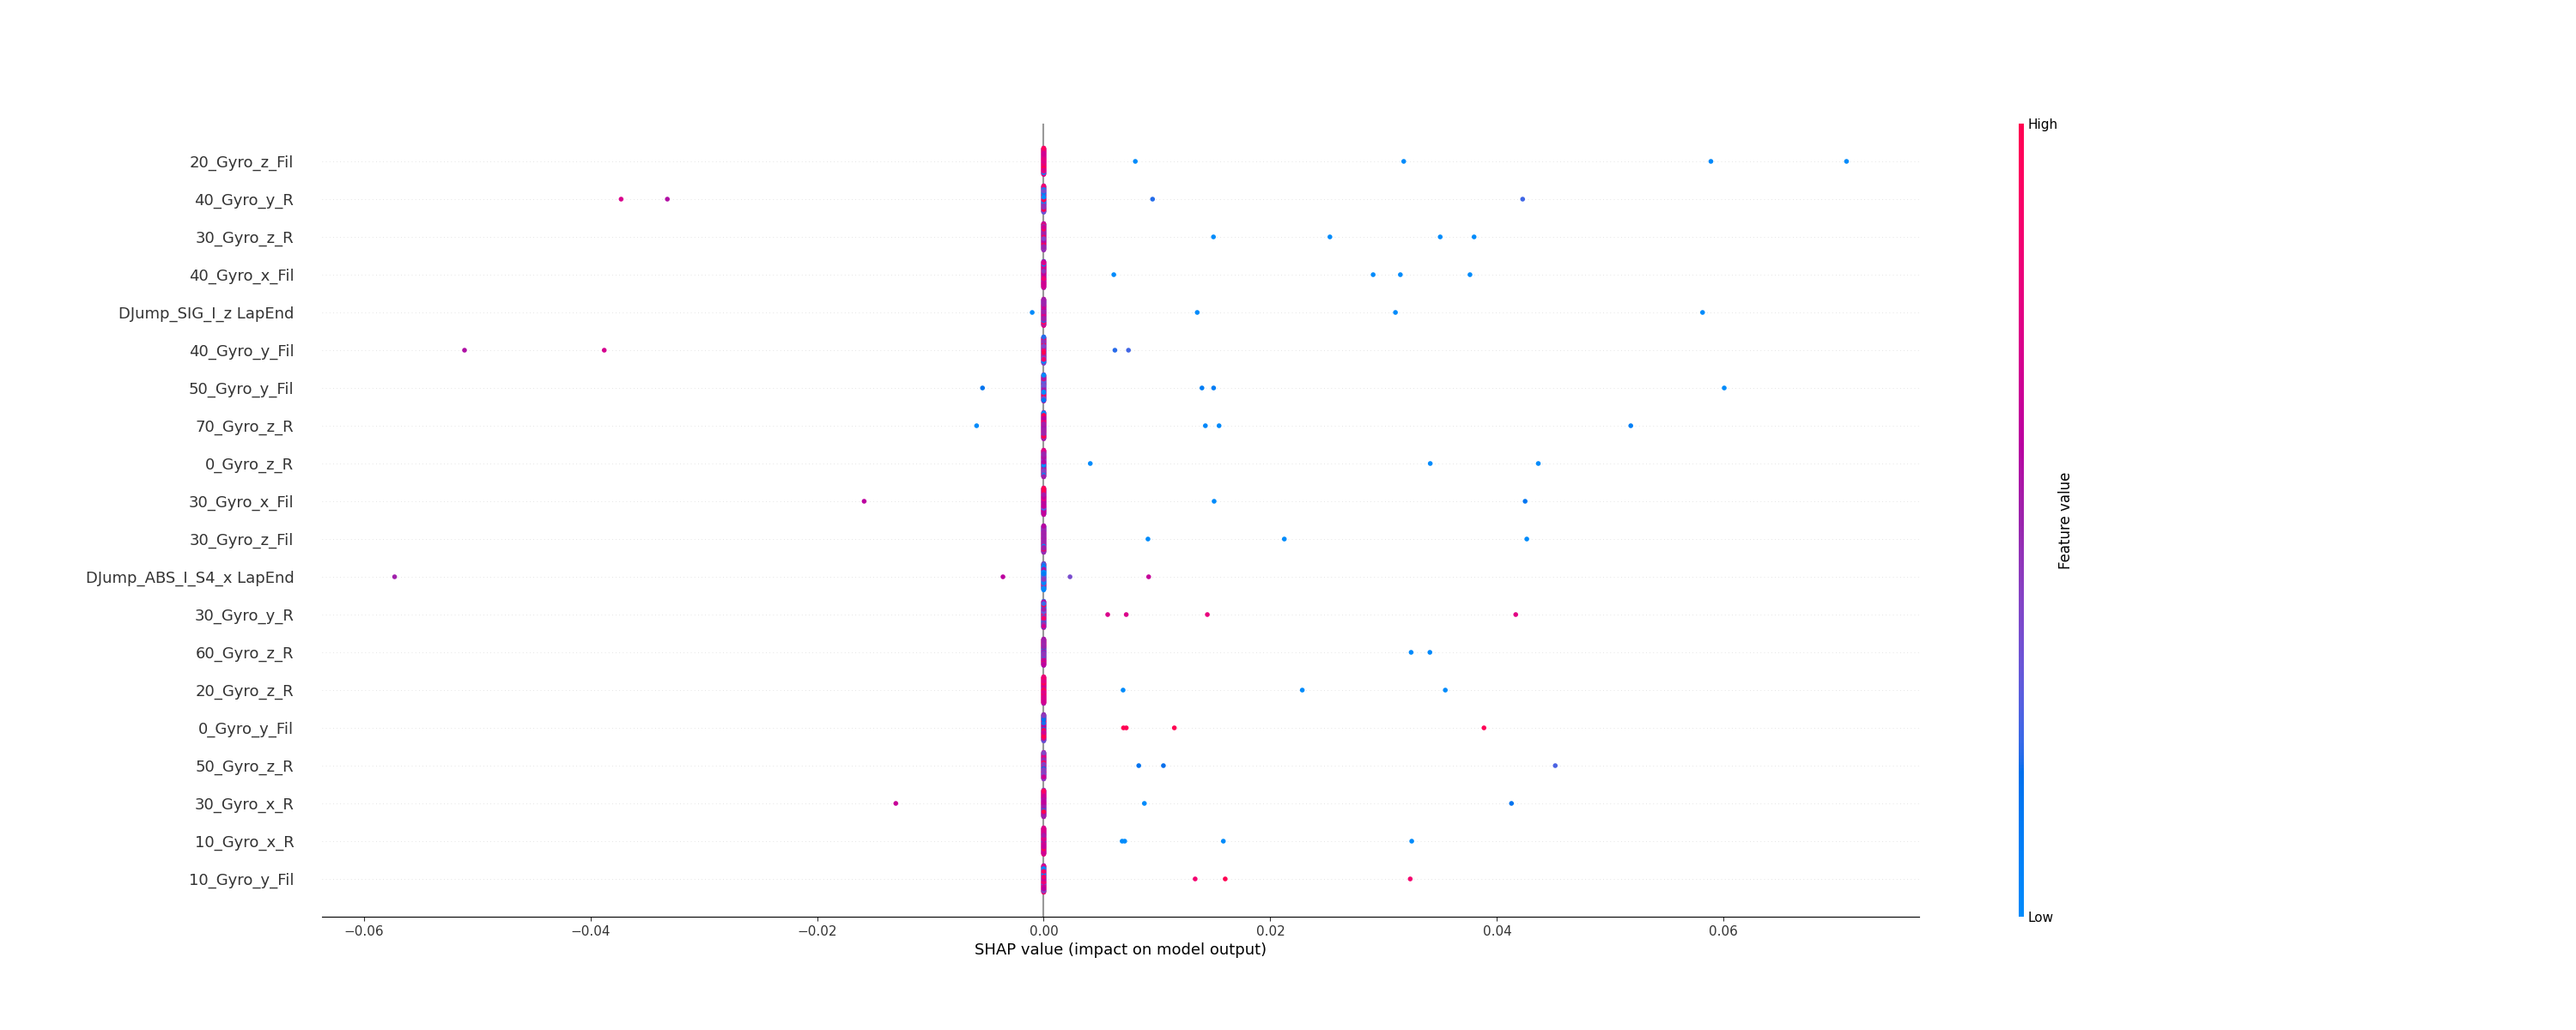 High
20_Gyro_z_Fil
40_Gyro_y_R
30_Gyro_z_R
40_Gyro_x_Fil
DJump_SIG_I_z LapEnd
40_Gyro_y_Fil
50_Gyro_y_Fil
70_Gyro_z_R
0_Gyro_z_R
30_Gyro_x_Fil
30_Gyro_z_Fil
DJump_ABS_I_S4_x LapEnd
30_Gyro_y_R
60_Gyro_z_R
20_Gyro_z_R
0_Gyro_y_Fil
50_Gyro_z_R
30_Gyro_x_R
10_Gyro_x_R
10_Gyro_y_Fil
Feature value
Low
−0.06 −0.04 −0.02 0.00 0.02 0.04 0.06
SHAP value (impact on model output)